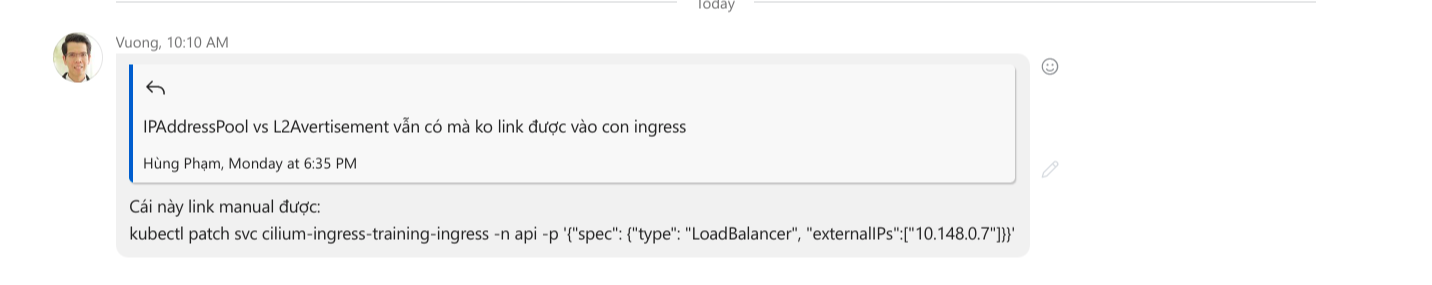 Today
Vuong, 10:10 AM
IPAddressPool vs L2Avertisement vẫn có mà ko link được vào con ingress
Hùng Phạm, Monday at 6:35 PM
Cái này link manual được:
kubectl patch svc cilium-ingress-training-ingress -n api -p '{"spec": {"type": "LoadBalancer", "externalIPs":["10.148.0.7"]}}'